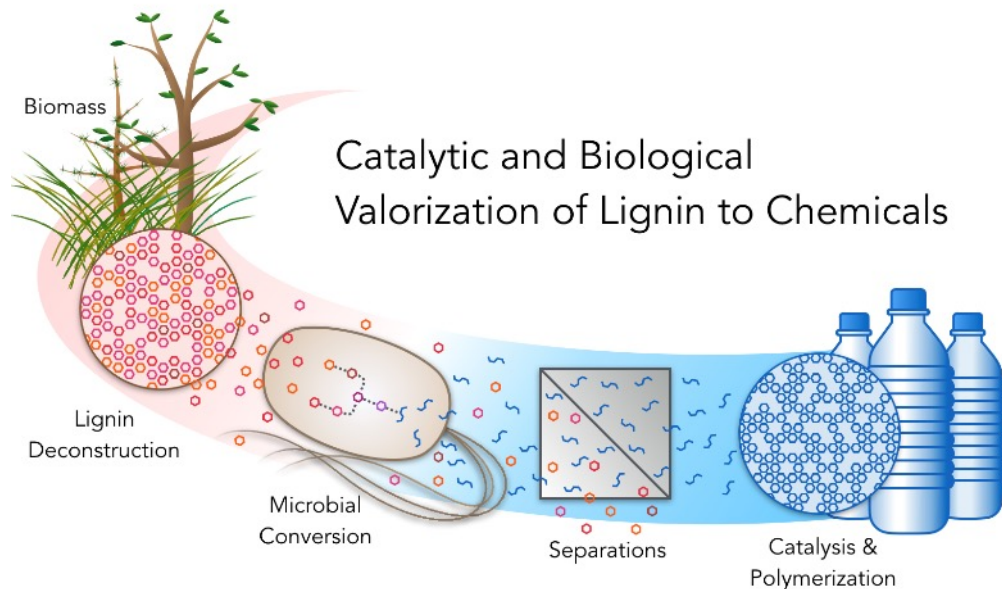 Biomass
Catalytic and Biological
Valorization of Lignin to Chemicals
Lignin
Deconstruction
Microbial
Conversion
Separations
Catalysis &
Polymerization